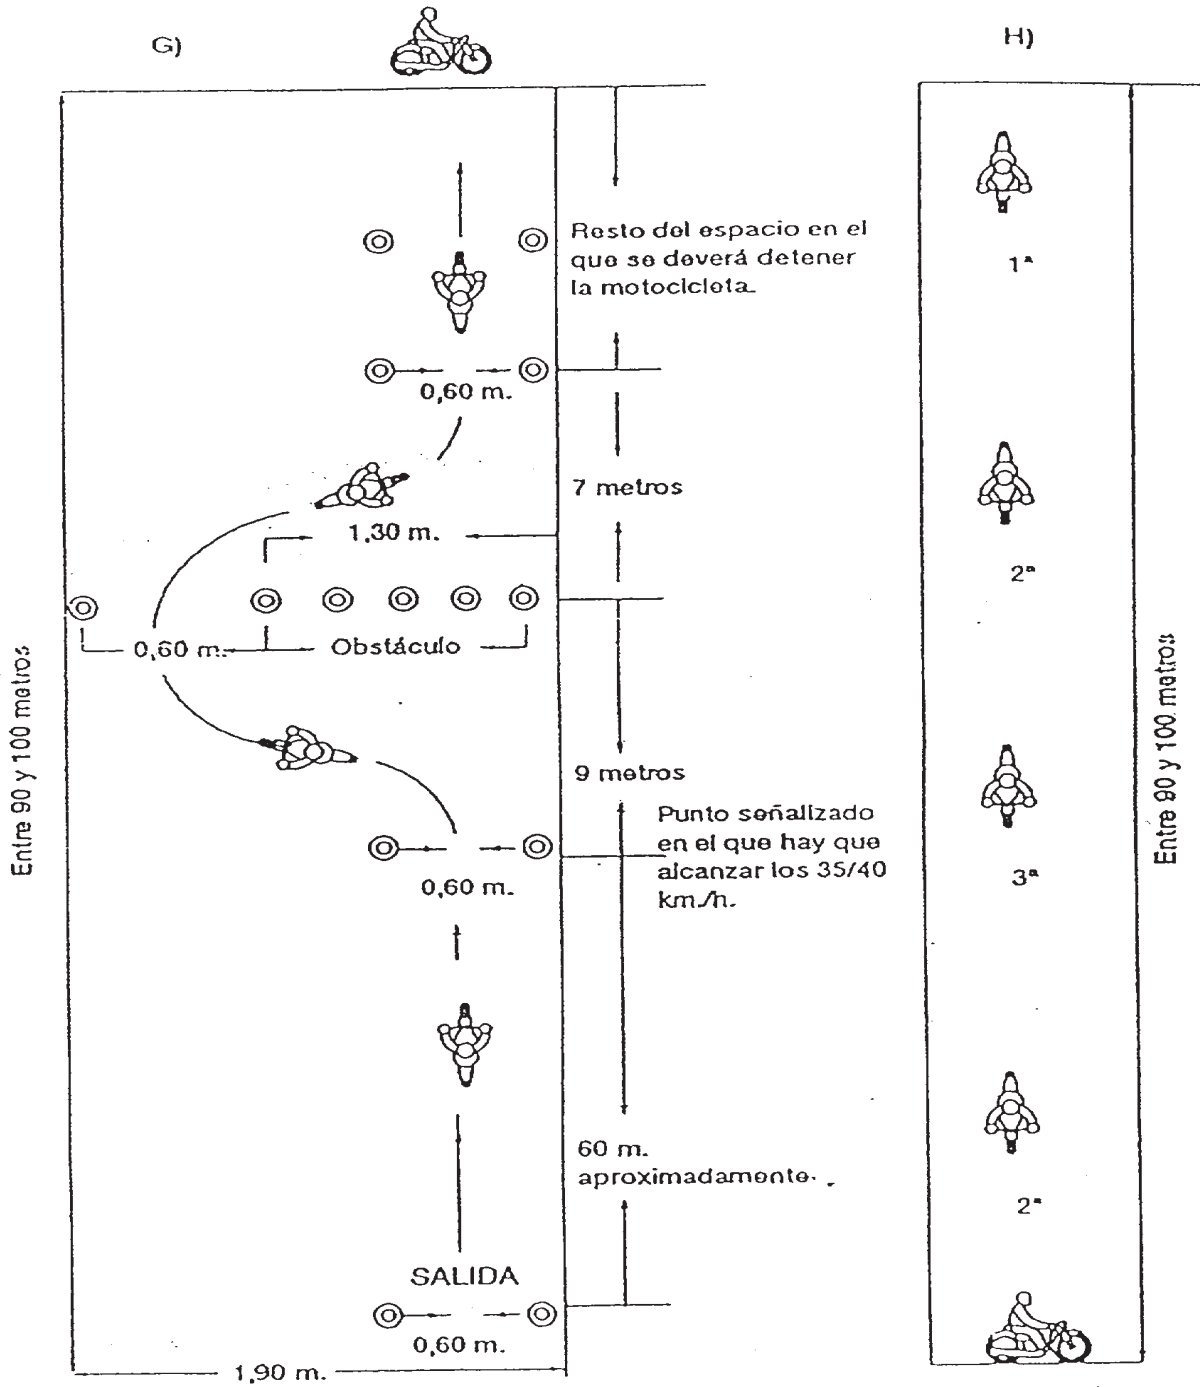 G)
H)
Resto del espacio en el
que se deverá detener
la motocicleta.
1ª
0,60 m.
7 metros
1,30 m.
2ª
0,60 m.
Obstáculo
Entre 90 y 100 metros
9 metros
Punto señalizado
en el que hay que
alcanzar los 35/40
km./h.
0,60 m.
3ª
Entre 90 y 100 metros
60 m.
aproximadamente.
2ª
SALIDA
0,60 m.
1,90 m.